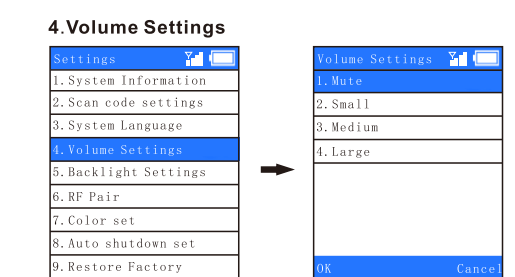 4.Volume Settings
Settings
1.System Information
2.Scan code settings
3.System Language
4.Volume Settings
5.Backlight Settings
6.RF Pair
7.Color set
8.Auto shutdown set
9.Restore Factory
Volume Settings
1.Mute
2.Small
3.Medium
4.Large
OK Cancel